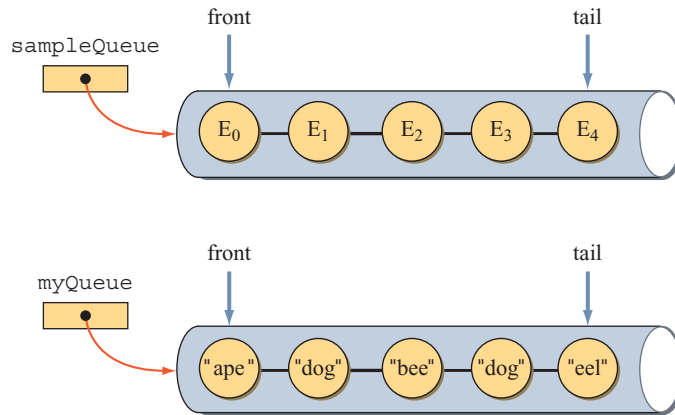 front tail
sampleQueue
E0 E1 E2 E3 E4
front tail
myQueue
"ape" "dog" "bee" "dog" "eel"